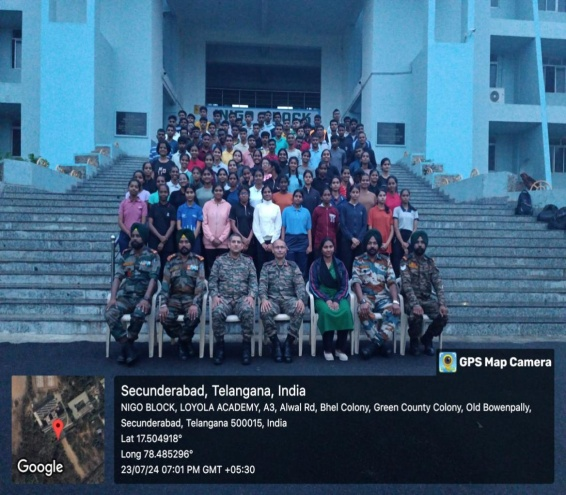 NIGO BLOCK
GPS Map Camera
Secunderabad, Telangana, India
NIGO BLOCK, LOYOLA ACADEMY, A3, Alwal Rd, Bhel Colony, Green County Colony, Old Bowenpally,
Secunderabad, Telangana 500015, India
Lat 17.504918°
Long 78.485296°
23/07/24 07:01 PM GMT +05:30
Google